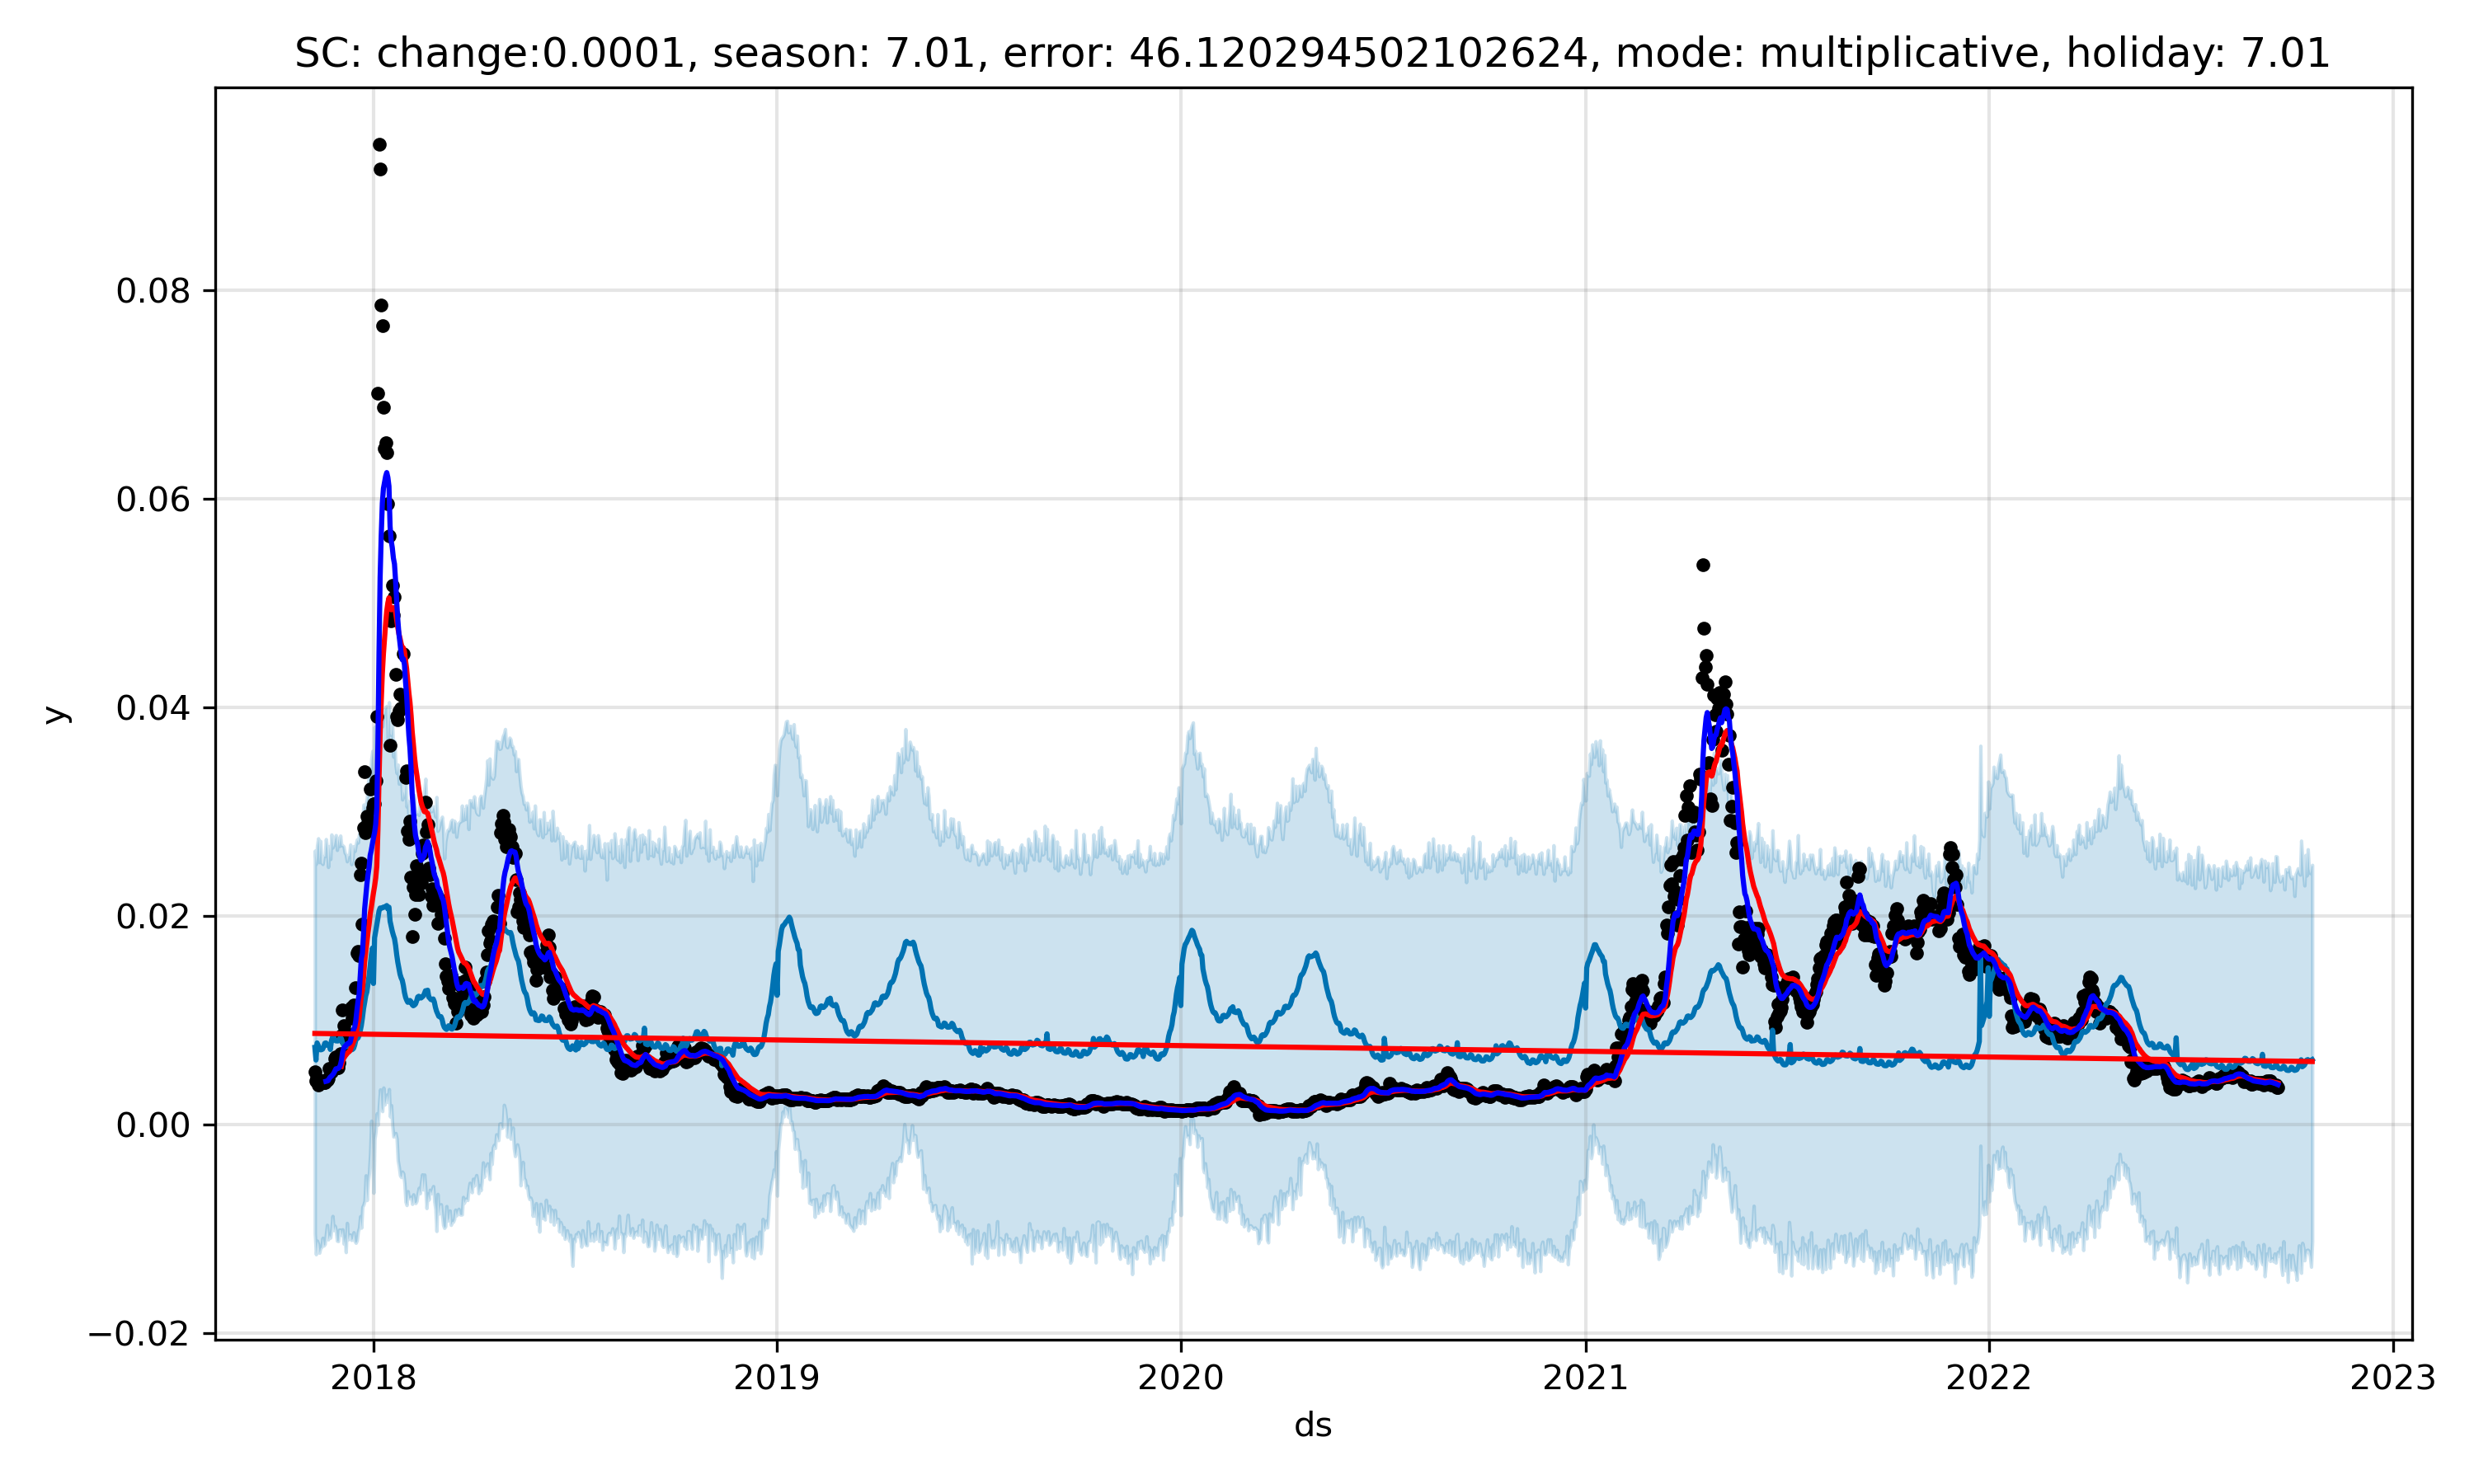 SC: change:0.0001, season: 7.01, error: 46.120294502102624, mode: multiplicative, holiday: 7.01
0.08
0.06
0.04
0.02
0.00
−0.02
y
2018 2019 2020 2021 2022 2023
ds